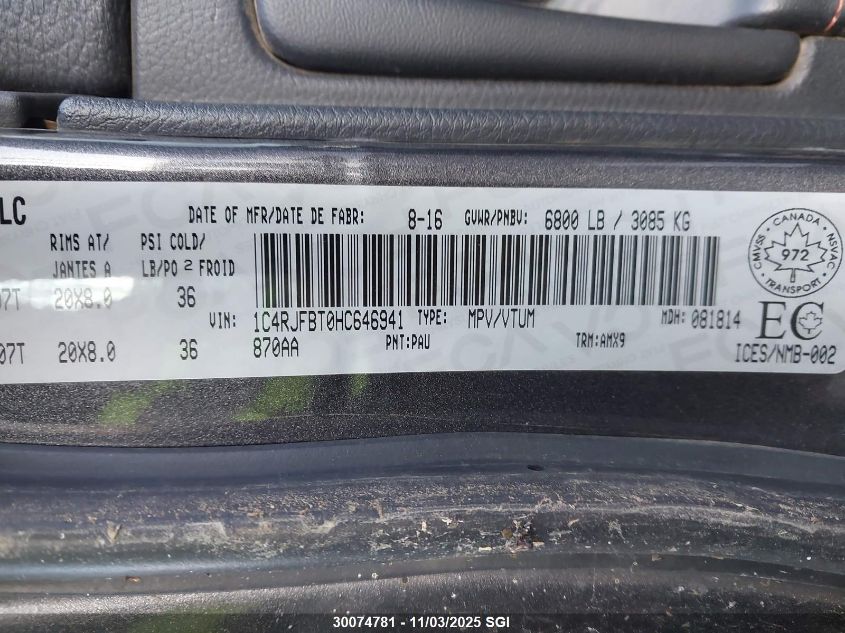 LC
DATE OF MFR/DATE DE FABR: 8-16 GVWR/PNBV: 6800 LB / 3085 KG
RIMS AT/ PSI COLD/
JANTES A LB/PO 2 FROID
07T 20X8.0 36
VIN: 1C4RJFBT0HC646941 TYPE: MPV/VTUM MDH: 081814
07T 20X8.0 36 870AA PNT:PAU TRM:AMX9
CANADA
CMVSS NSVAC
972
TRANSPORT
EC
ICES/NMB-002
30074781 - 11/03/2025 SGI